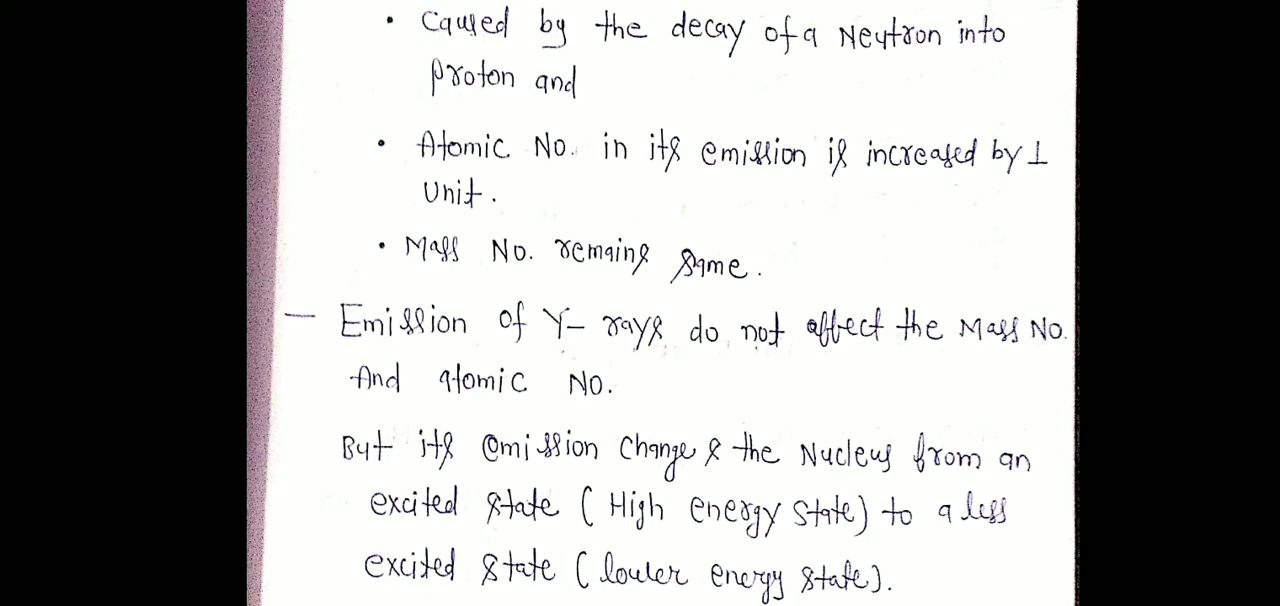 • Caused by the decay of a Neutron into
proton and
• Atomic No. in its emission is increased by 1
Unit.
• Mass No. remains same.
— Emission of γ- rays do not affect the Mass No.
And atomic No.
But its emission changes the Nucleus from an
excited state ( High energy state) to a less
excited state ( lower energy state).